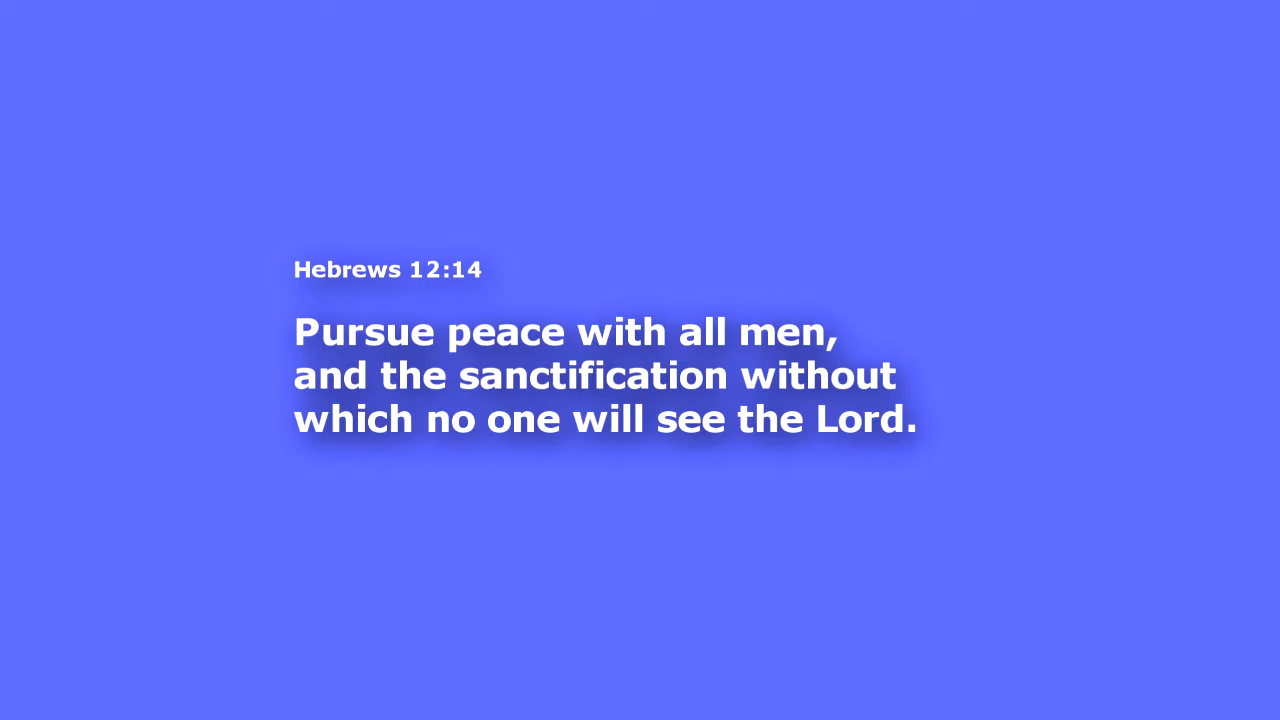 Hebrews 12:14
Pursue peace with all men,
and the sanctification without
which no one will see the Lord.